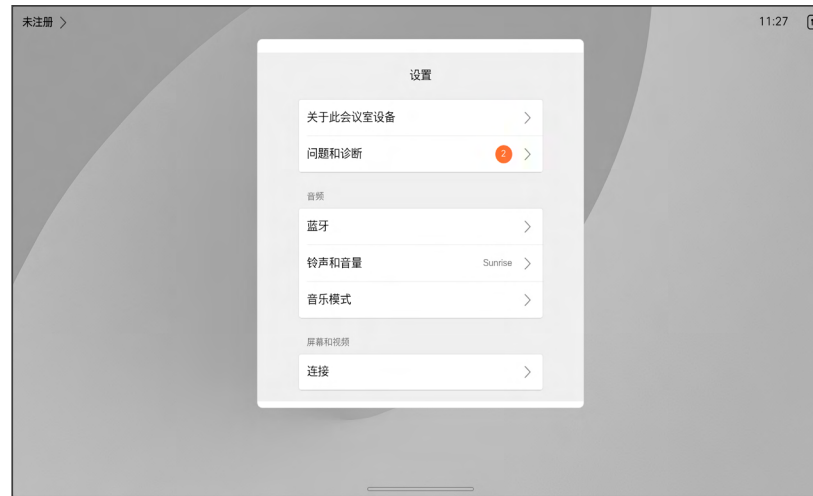 未注册
11:27
设置
关于此会议室设备
问题和诊断 2
音频
蓝牙
铃声和音量 Sunrise
音乐模式
屏幕和视频
连接